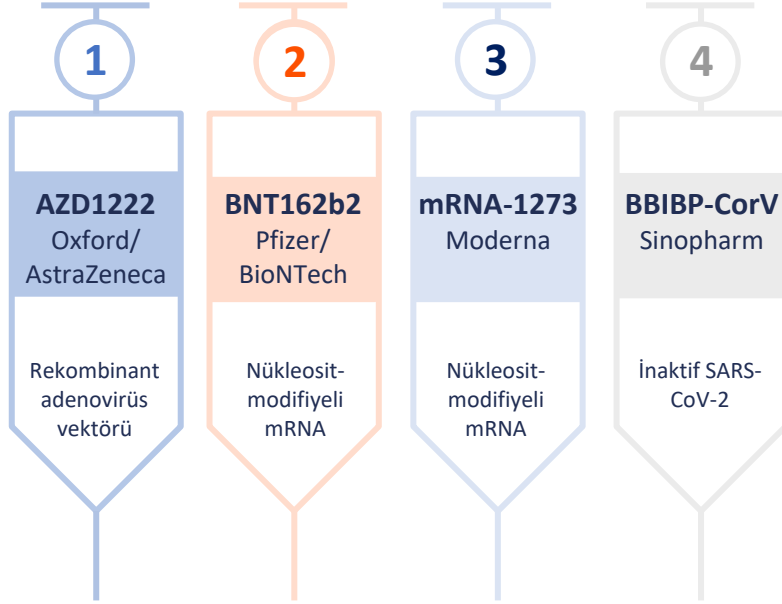 1
AZD1222
Oxford/
AstraZeneca
Rekombinant
adenovirüs
vektörü
2
BNT162b2
Pfizer/
BioNTech
Nükleosit-
modifiyeli
mRNA
3
mRNA-1273
Moderna
Nükleosit-
modifiyeli
mRNA
4
BBIBP-CorV
Sinopharm
İnaktif SARS-
CoV-2